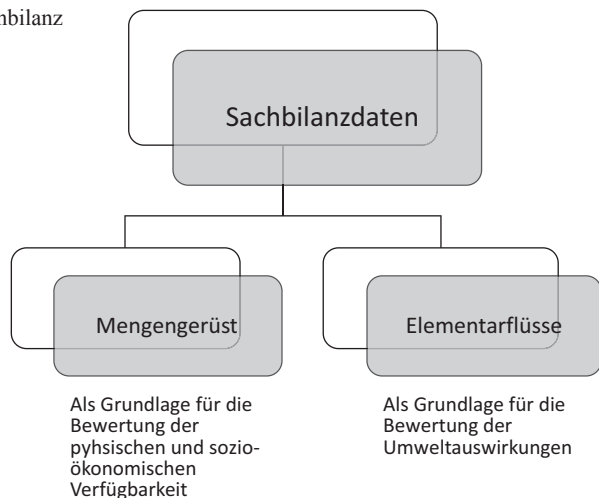 nbilanz
Sachbilanzdaten
Mengengerüst
Elementarflüsse
Als Grundlage für die
Bewertung der
pyhsischen und sozio-
ökonomischen
Verfügbarkeit
Als Grundlage für die
Bewertung der
Umweltauswirkungen